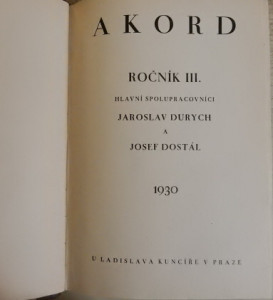 AKORD
ROČNÍK III.
HLAVNÍ SPOLUPRACOVNÍCI
JAROSLAV DURYCH
A
JOSEF DOSTÁL
1930
U LADISLAVA KUNCÍŘE V PRAZE